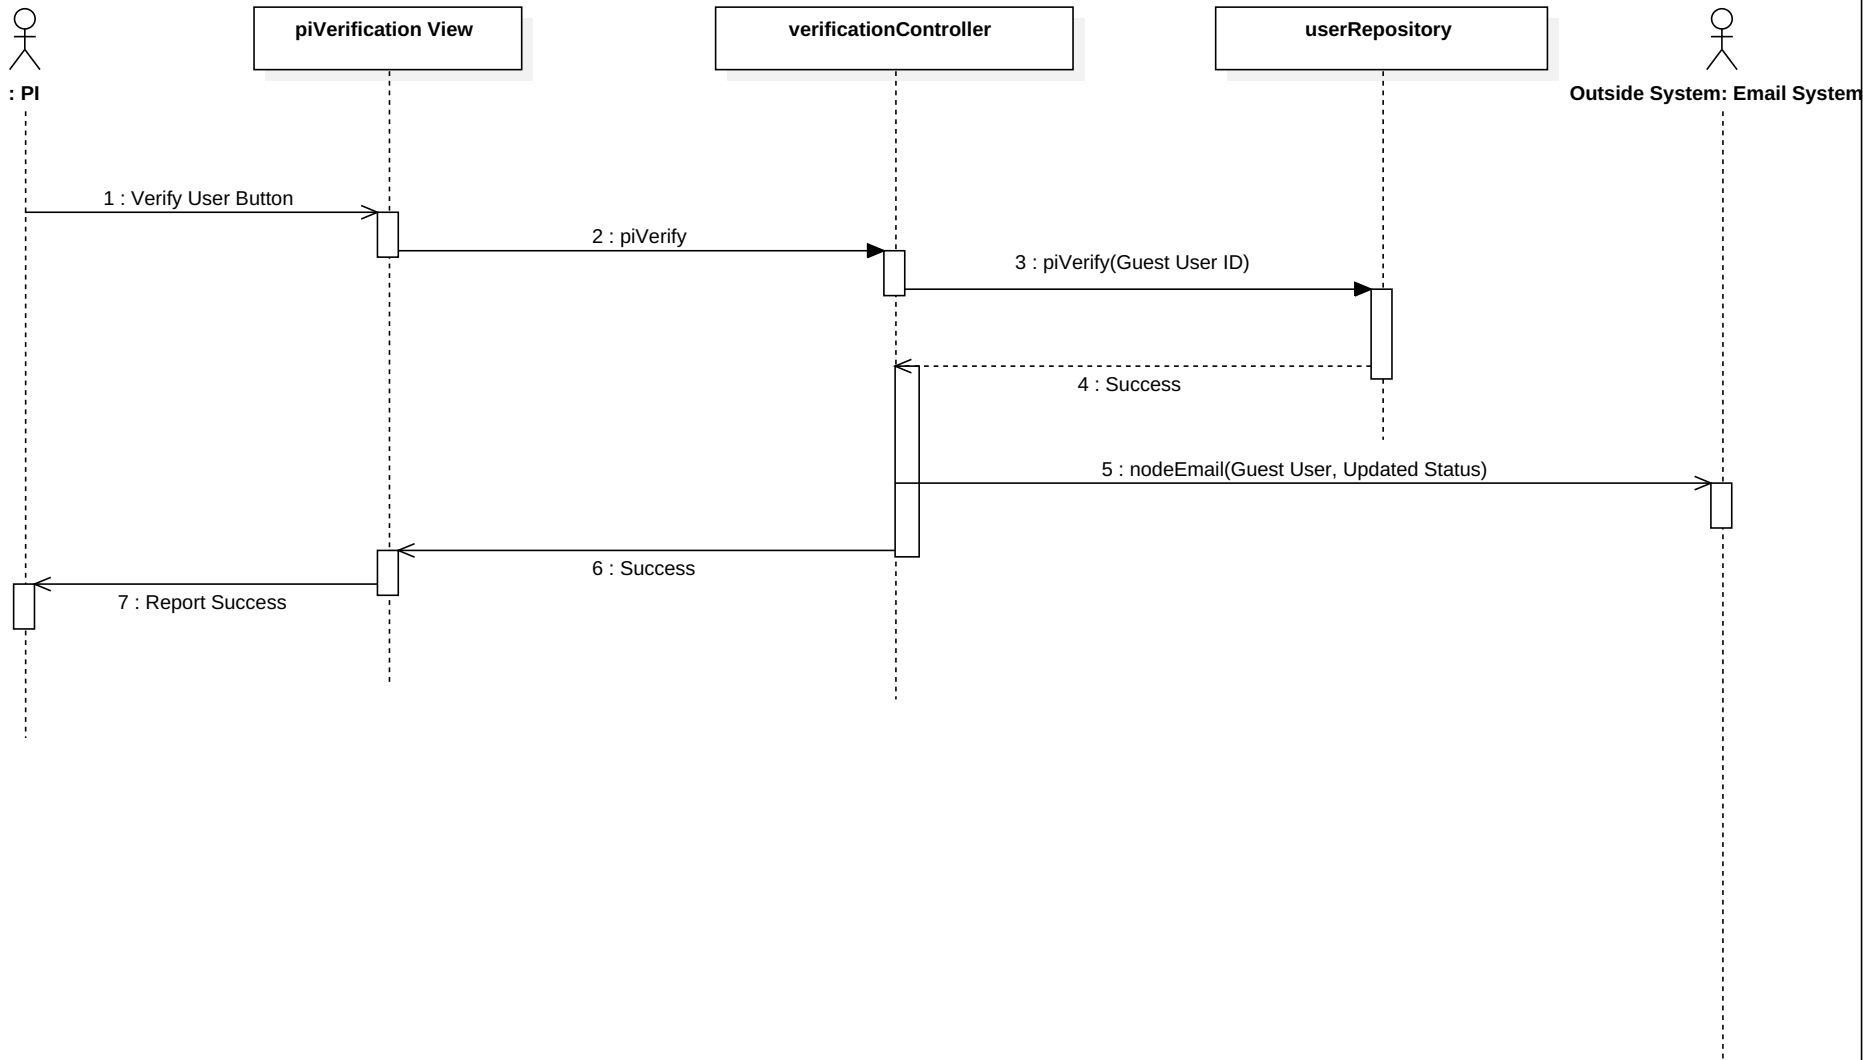 piVerification View
verificationController
userRepository
: PI
Outside System: Email System
1 : Verify User Button
2 : piVerify
3 : piVerify(Guest User ID)
4 : Success
5 : nodeEmail(Guest User, Updated Status)
6 : Success
7 : Report Success